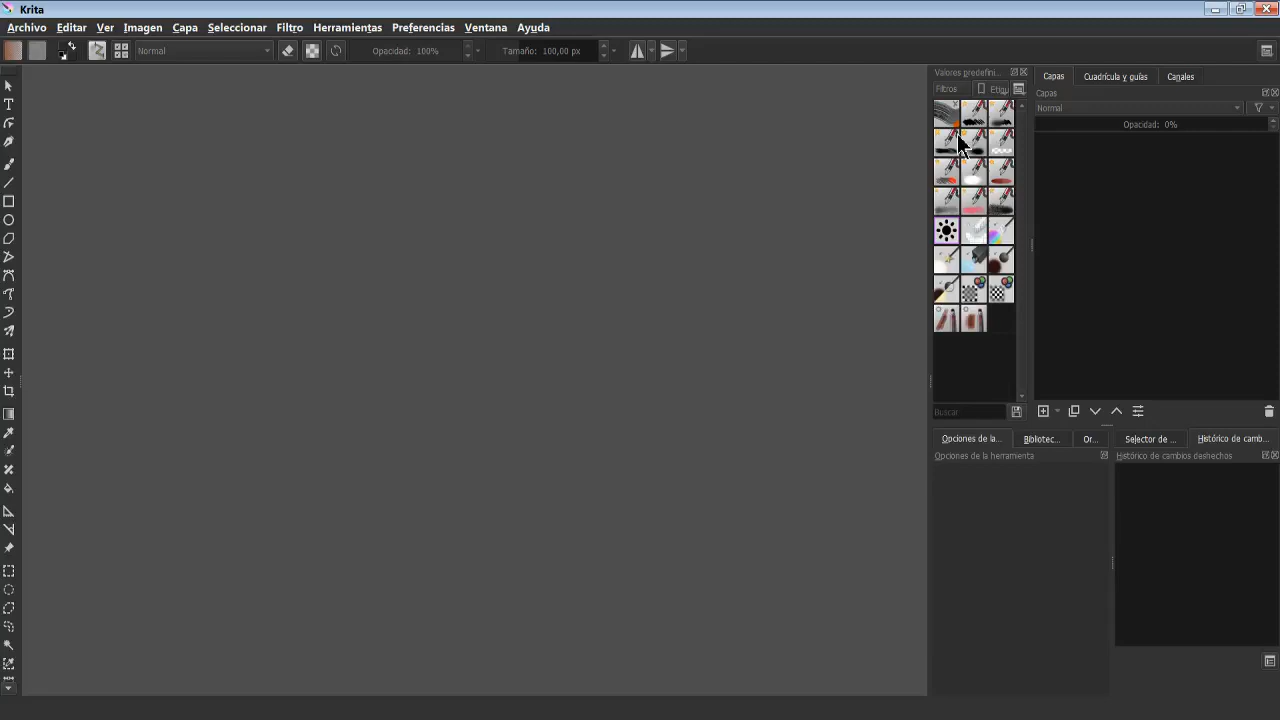 Krita
Archivo Editar Ver Imagen Capa Seleccionar Filtro Herramientas Preferencias Ventana Ayuda
Normal Opacidad: 100% Tamaño: 100,00 px
Valores predefini...
Filtros Etiqu
Buscar
Capas Cuadrícula y guías Canales
Capas
Normal
Opacidad: 0%
Opciones de la... Bibliotec... Or...
Opciones de la herramienta
Selector de ... Histórico de camb...
Histórico de cambios deshechos